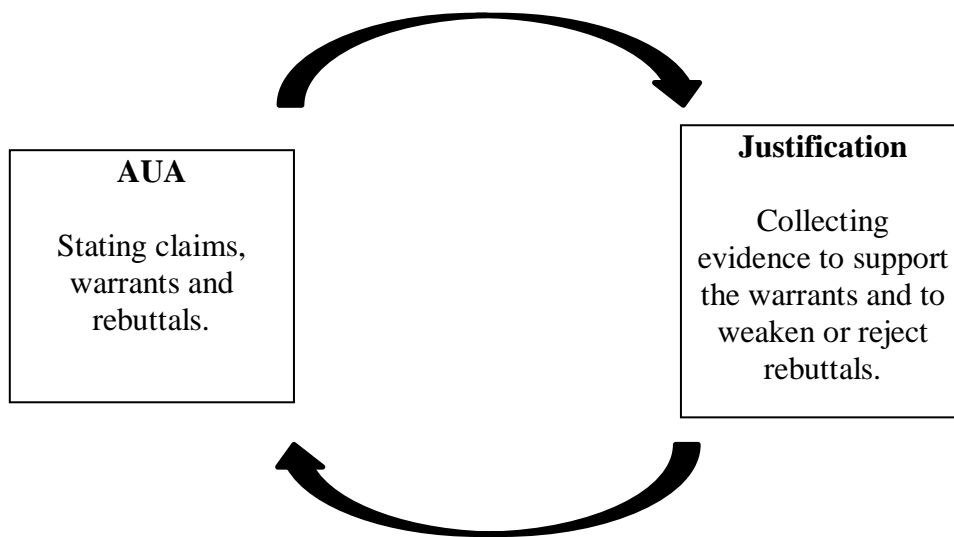 AUA
Stating claims,
warrants and
rebuttals.
Justification
Collecting
evidence to support
the warrants and to
weaken or reject
rebuttals.